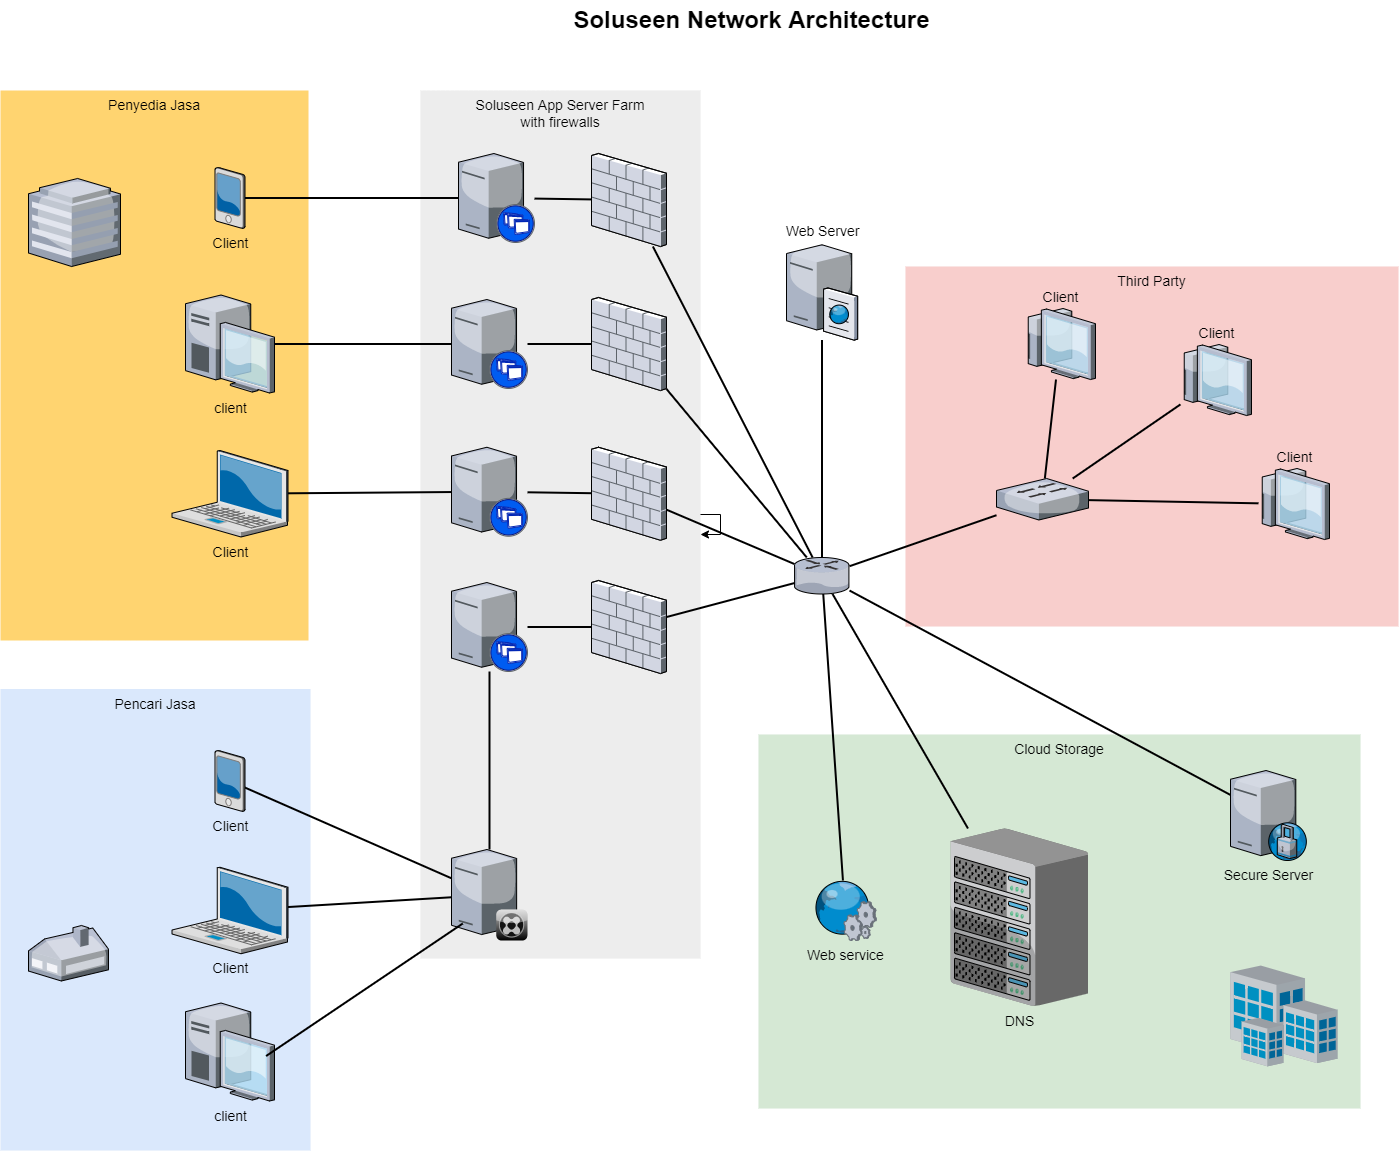 Soluseen Network Architecture
Penyedia Jasa
Client
client
Client
Soluseen App Server Farm
with firewalls
Web Server
Third Party
Client
Client
Client
Pencari Jasa
Client
Client
client
Cloud Storage
Web service
DNS
Secure Server